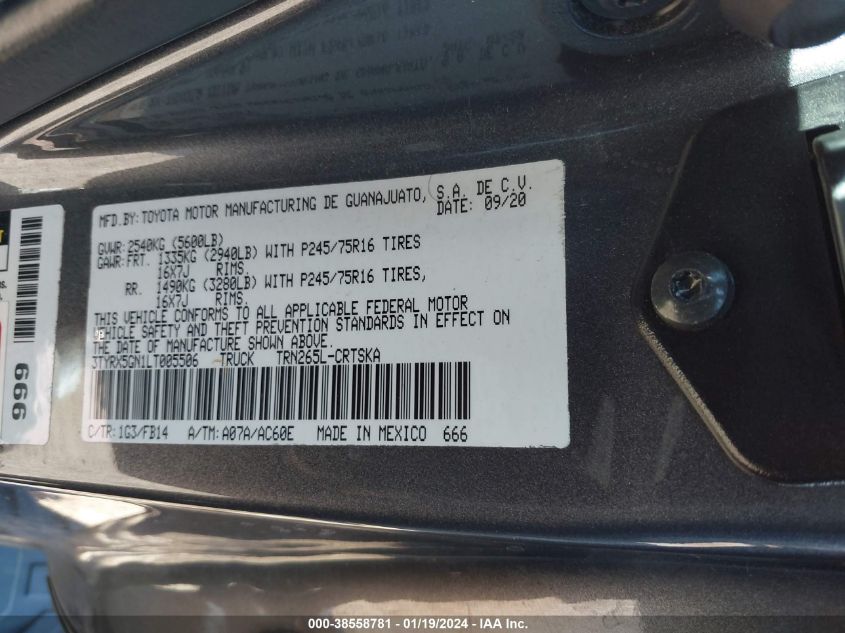 MFD.BY:TOYOTA MOTOR MANUFACTURING DE GUANAJUATO, S.A. DE C.V.
DATE: 09/20
GVWR:2540KG (5600LB)
GAWR:FRT. 1335KG (2940LB) WITH P245/75R16 TIRES
16X7J RIMS.
RR. 1490KG (3280LB) WITH P245/75R16 TIRES,
16X7J RIMS.
THIS VEHICLE CONFORMS TO ALL APPLICABLE FEDERAL MOTOR
VEHICLE SAFETY AND THEFT PREVENTION STANDARDS IN EFFECT ON
THE DATE OF MANUFACTURE SHOWN ABOVE.
3TYRX5GN1LT005506 TRUCK TRN265L-CRTSKA
C/TR:1G3/FB14 A/TM:A07A/AC60E MADE IN MEXICO 666
999
000-38558781 - 01/19/2024 - IAA Inc.